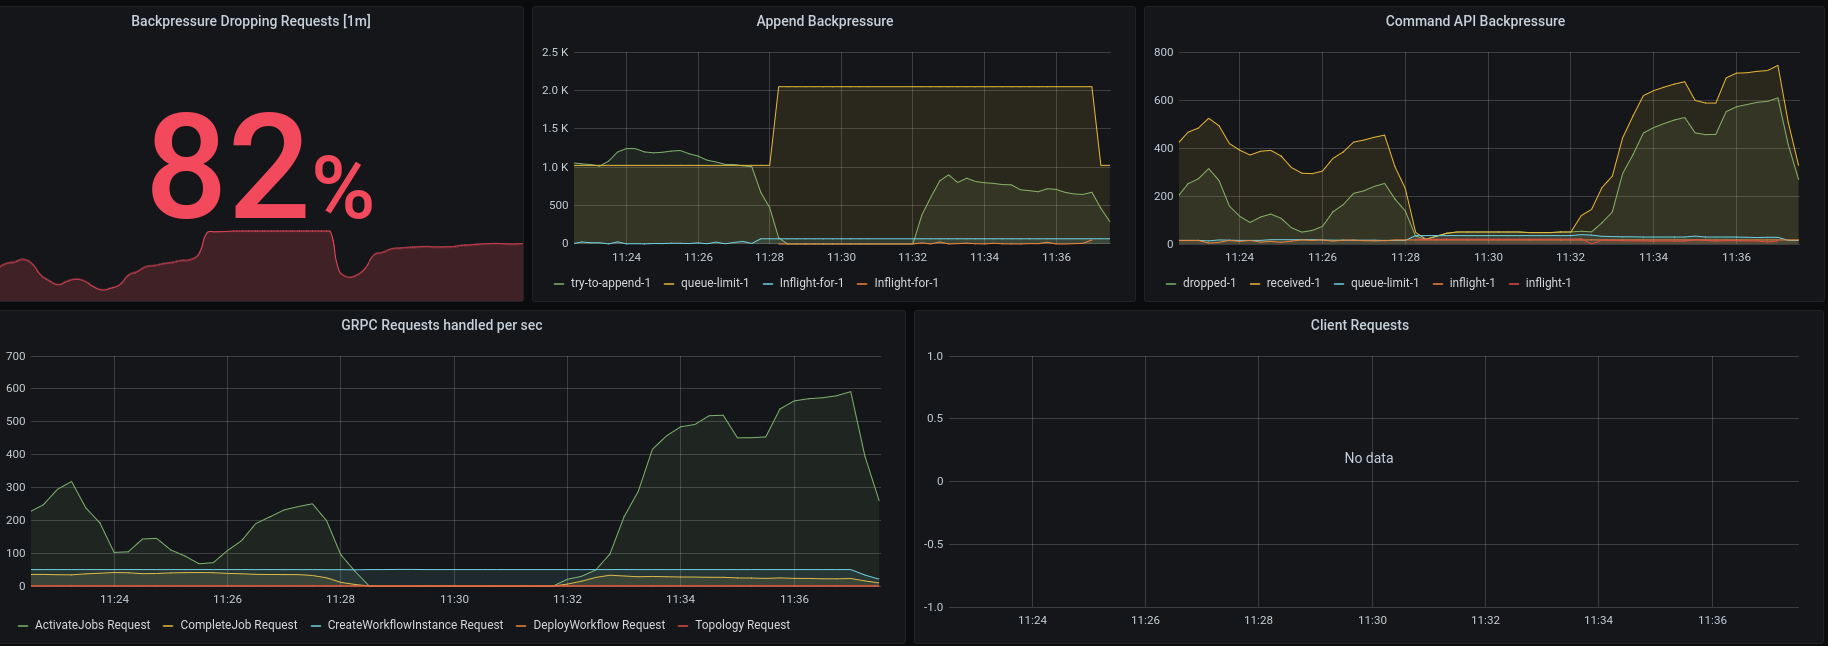 Backpressure Dropping Requests [1m]
82%
Append Backpressure
2.5 K
2.0 K
1.5 K
1.0 K
500
0
11:24 11:26 11:28 11:30 11:32 11:34 11:36
try-to-append-1 queue-limit-1 Inflight-for-1 Inflight-for-1
Command API Backpressure
800
600
400
200
0
11:24 11:26 11:28 11:30 11:32 11:34 11:36
dropped-1 received-1 queue-limit-1 inflight-1 inflight-1
GRPC Requests handled per sec
700
600
500
400
300
200
100
0
11:24 11:26 11:28 11:30 11:32 11:34 11:36
ActivateJobs Request CompleteJob Request CreateWorkflowInstance Request DeployWorkflow Request Topology Request
Client Requests
1.0
0.5
No data
0
-0.5
-1.0
11:24 11:26 11:28 11:30 11:32 11:34 11:36